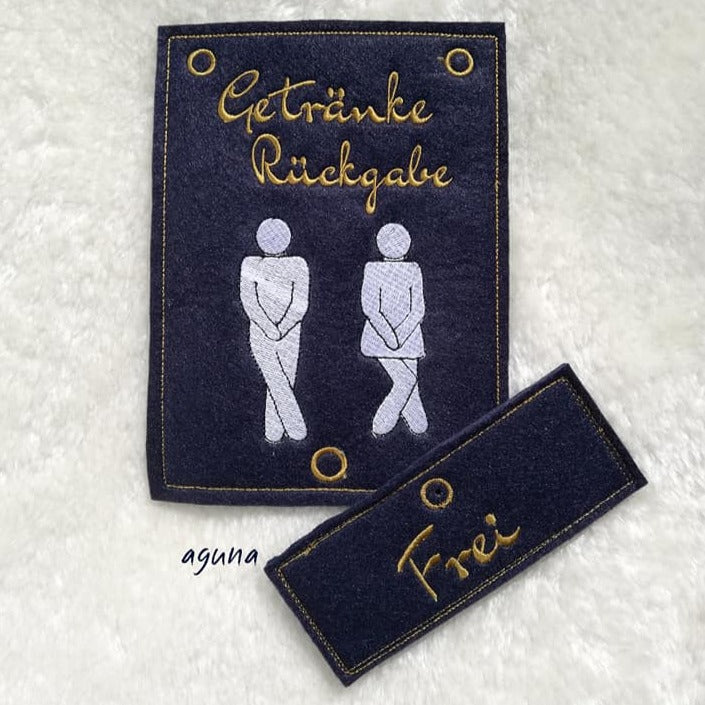 Getränke
Rückgabe
aguna
Frei